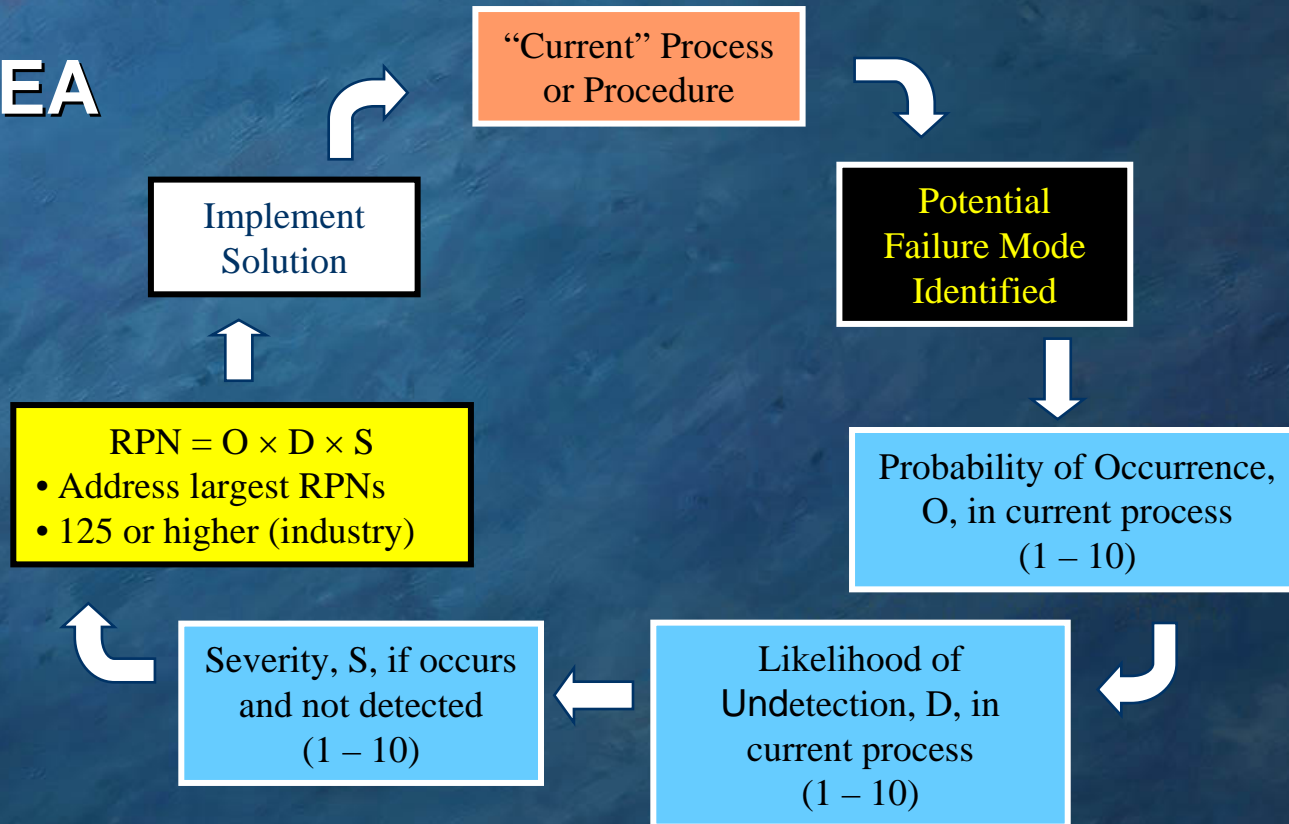 EA
“Current” Process
or Procedure
Potential
Failure Mode
Identified
Probability of Occurrence,
O, in current process
(1 – 10)
Likelihood of
Undetection, D, in
current process
(1 – 10)
Severity, S, if occurs
and not detected
(1 – 10)
RPN = O × D × S
• Address largest RPNs
• 125 or higher (industry)
Implement
Solution